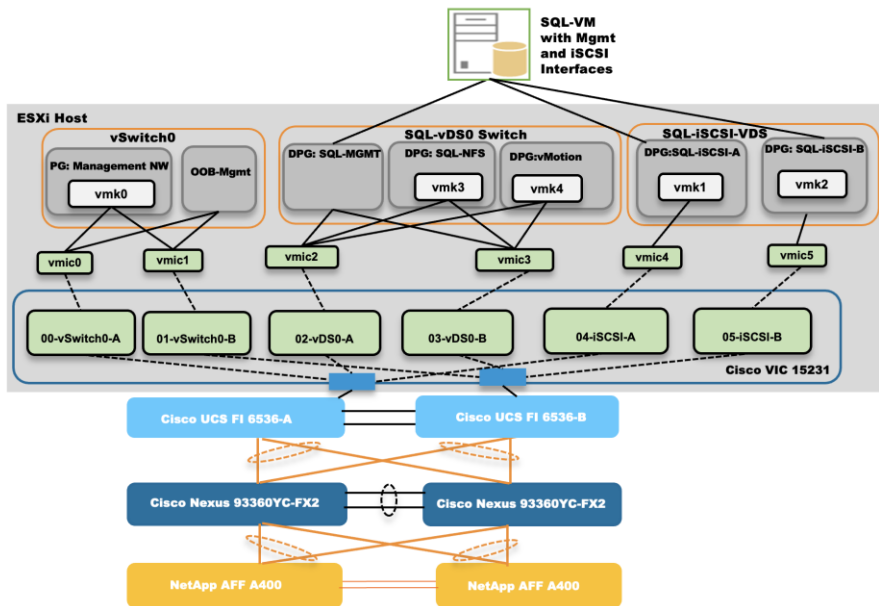 SQL-VM
with Mgmt
and iSCSI
Interfaces
ESXi Host
vSwitch0
SQL-vDS0 Switch
SQL-iSCSI-VDS
PG: Management NW
vmk0
OOB-Mgmt
DPG: SQL-MGMT
DPG: SQL-NFS
vmk3
DPG:vMotion
vmk4
DPG:SQL-iSCSI-A
vmk1
DPG: SQL-iSCSI-B
vmk2
vmic0
vmic1
vmic2
vmic3
vmic4
vmic5
00-vSwitch0-A
01-vSwitch0-B
02-vDS0-A
03-vDS0-B
04-iSCSI-A
05-iSCSI-B
Cisco VIC 15231
Cisco UCS FI 6536-A
Cisco UCS FI 6536-B
Cisco Nexus 93360YC-FX2
Cisco Nexus 93360YC-FX2
NetApp AFF A400
NetApp AFF A400